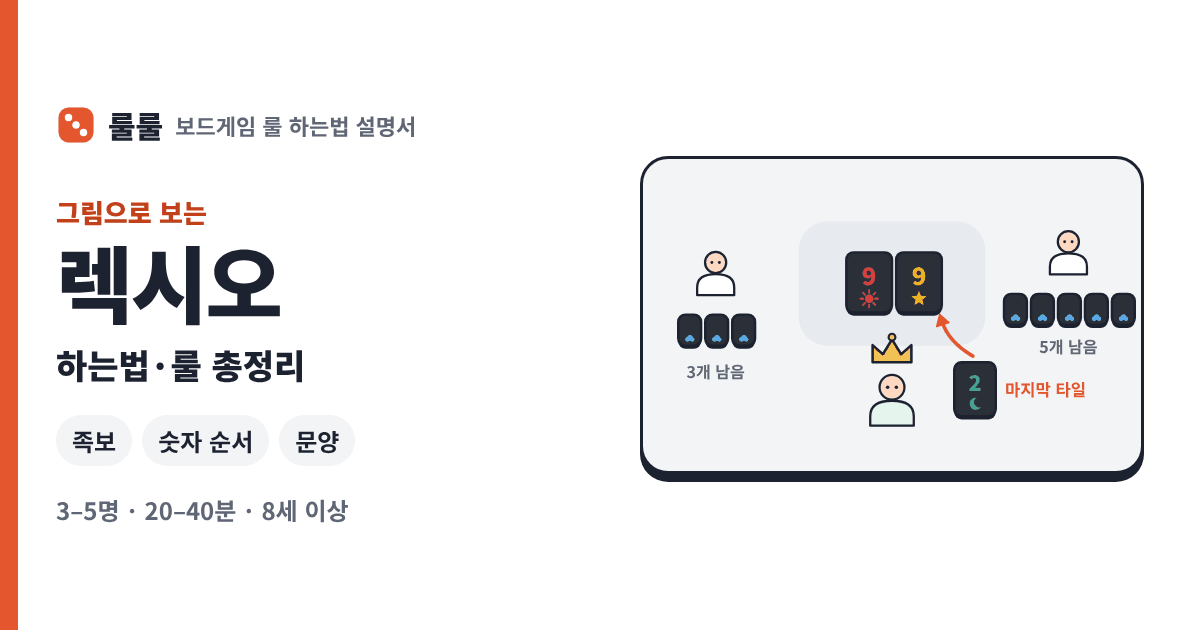 룰룰 보드게임 룰 하는법 설명서
그림으로 보는
렉시오
하는법·룰 총정리
족보 숫자 순서 문양
3–5명 · 20–40분 · 8세 이상
9 9
3개 남음
5개 남음
2 마지막 타일